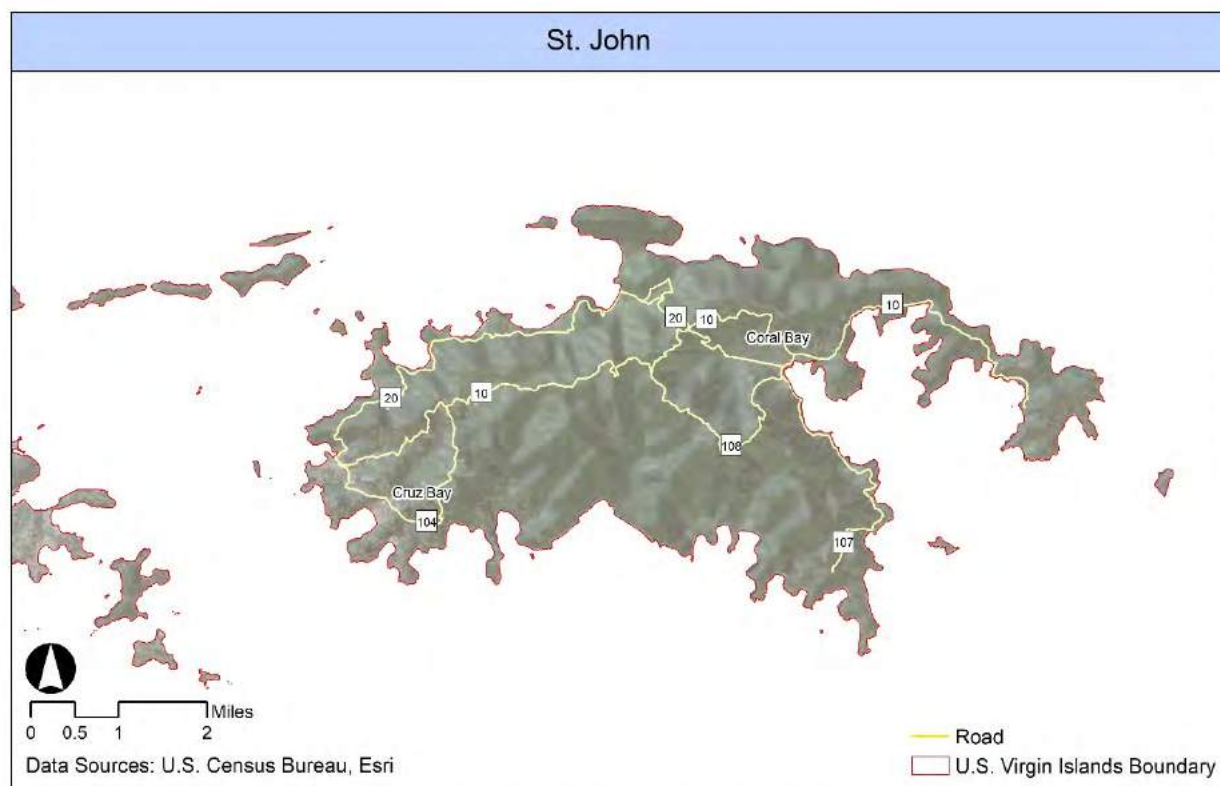 St. John
20
10
Coral Bay
10
20
10
108
Cruz Bay
104
107
Miles
0 0.5 1 2
Data Sources: U.S. Census Bureau, Esri
Road
U.S. Virgin Islands Boundary